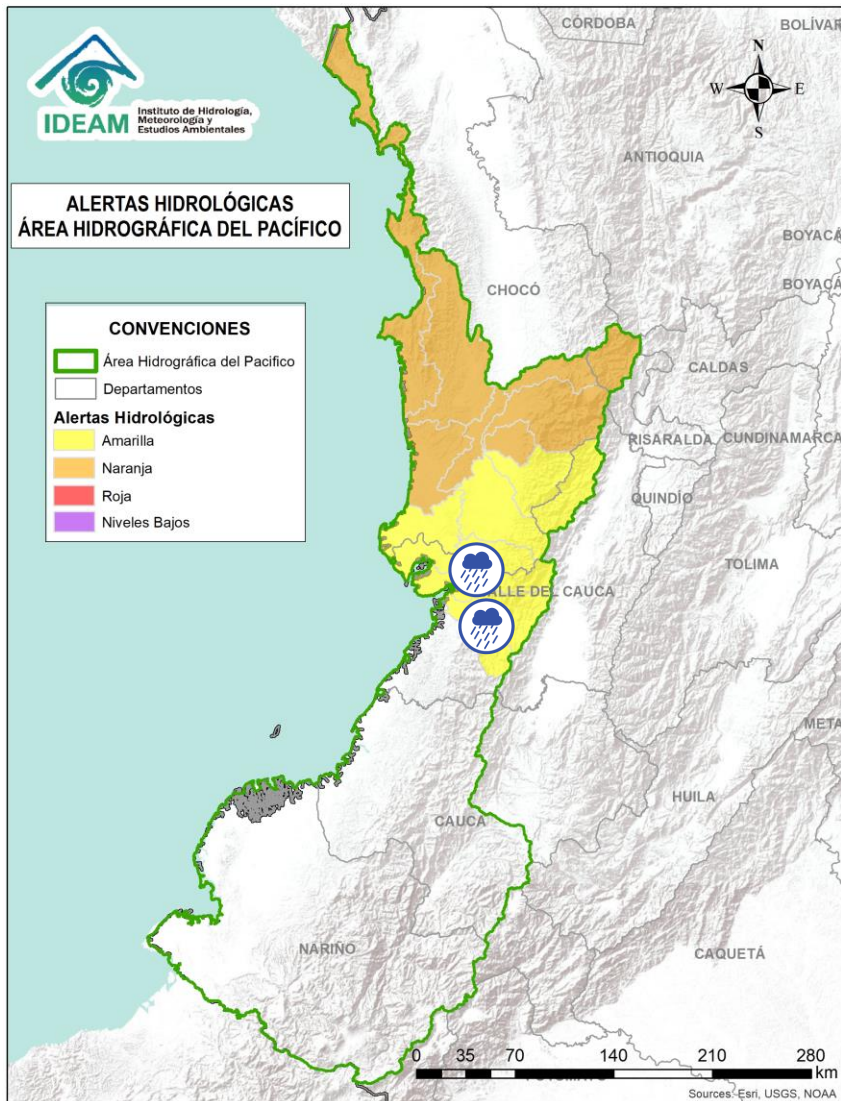 CÓRDOBA
BOLÍVAR
IDEAM
Instituto de Hidrología,
Meteorología y
Estudios Ambientales
N
W
E
S
ANTIOQUIA
ALERTAS HIDROLÓGICAS
ÁREA HIDROGRÁFICA DEL PACÍFICO
BOYACÁ
BOYACÁ
CHOCÓ
CONVENCIONES
Área Hidrográfica del Pacifico
Departamentos
Alertas Hidrológicas
Amarilla
Naranja
Roja
Niveles Bajos
CALDAS
RISARALDA
CUNDINAMARCA
QUINDÍO
TOLIMA
ALLE DEL CAUCA
META
HUILA
CAUCA
NARIÑO
CAQUETÁ
0 35 70 140 210 280
km
Sources: Esri, USGS, NOAA